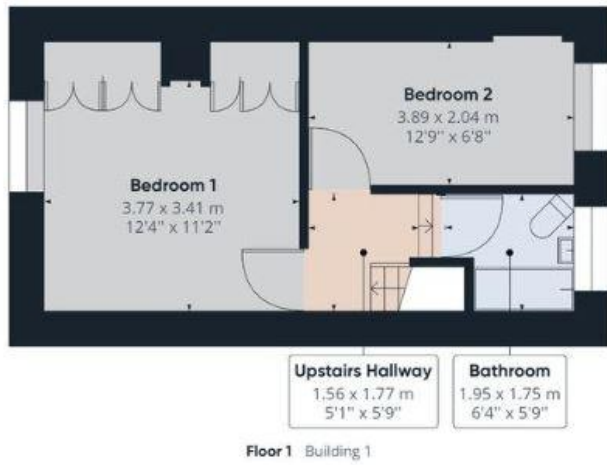 Bedroom 1
3.77 x 3.41 m
12'4" x 11'2"
Bedroom 2
3.89 x 2.04 m
12'9" x 6'8"
Upstairs Hallway
1.56 x 1.77 m
5'1" x 5'9"
Bathroom
1.95 x 1.75 m
6'4" x 5'9"
Floor 1 Building 1